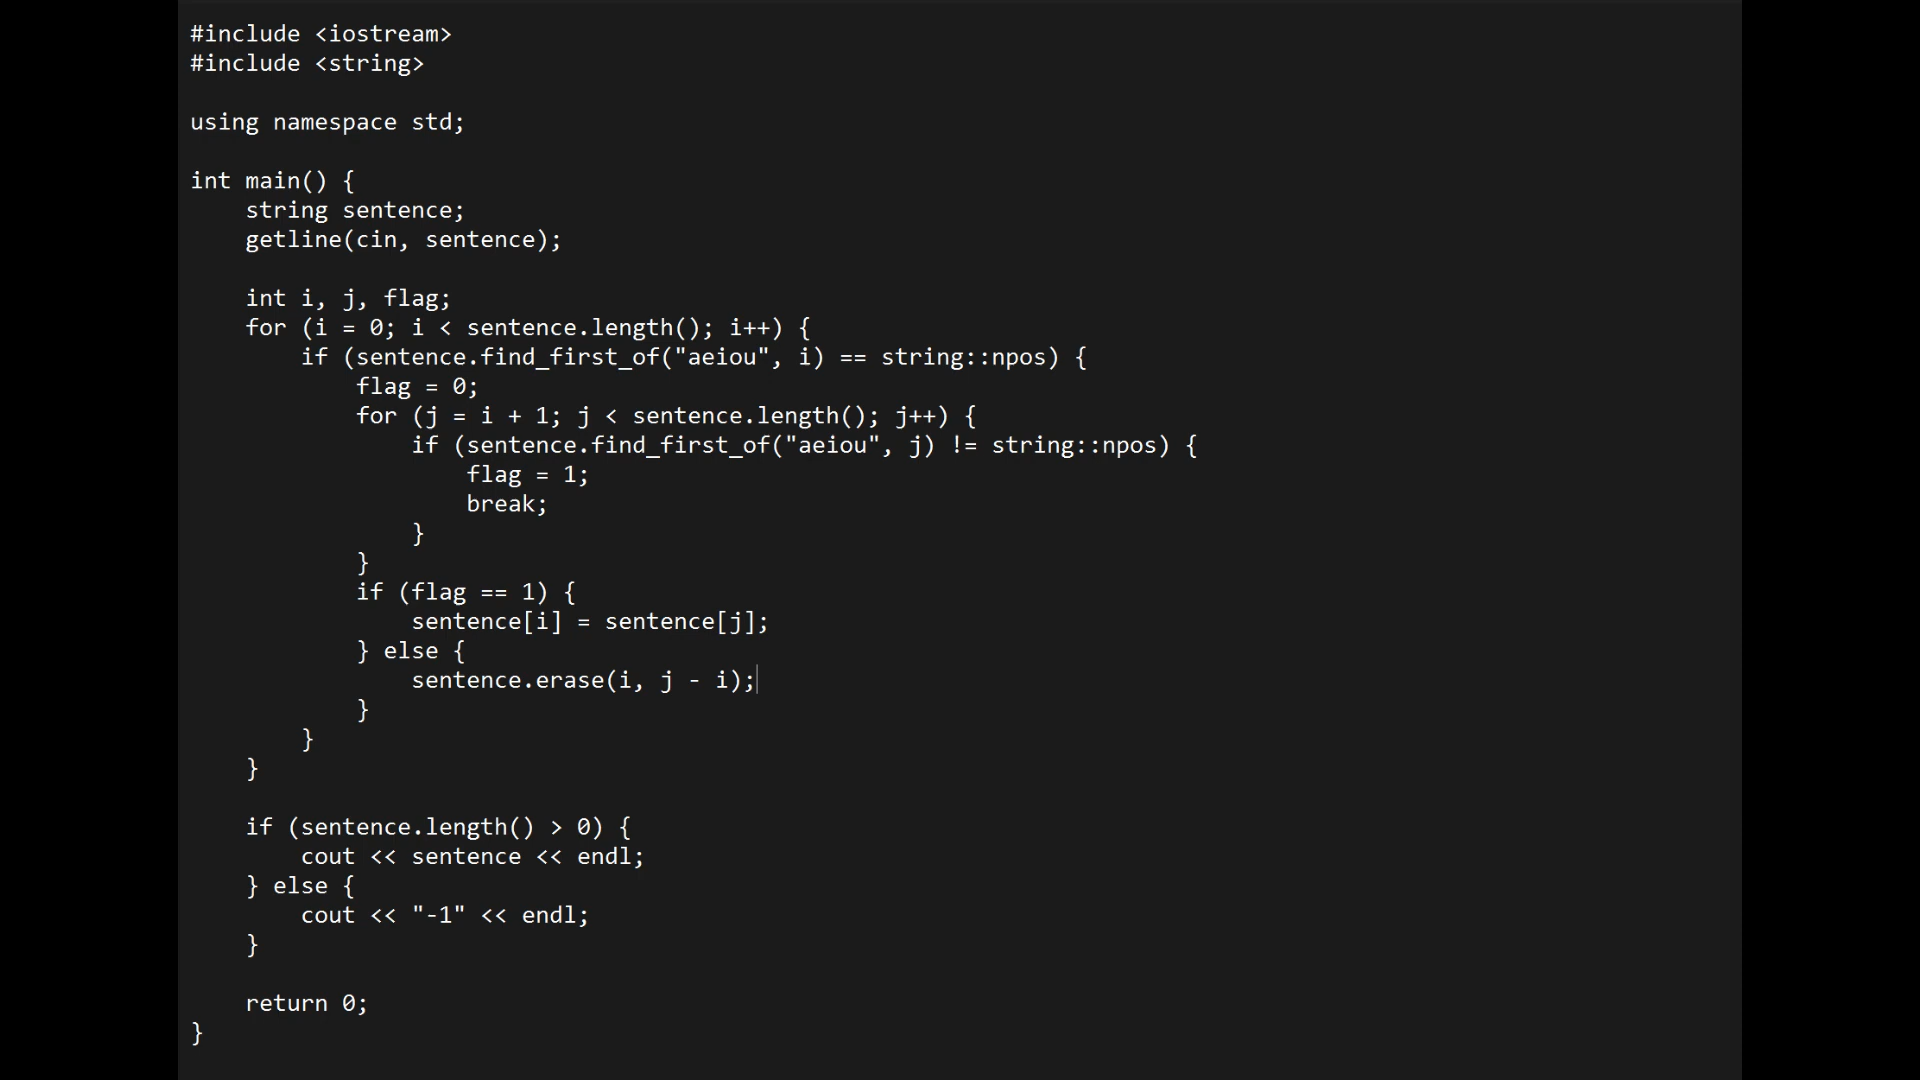 #include <iostream>
#include <string>
using namespace std;
int main() {
    string sentence;
    getline(cin, sentence);
    int i, j, flag;
    for (i = 0; i < sentence.length(); i++) {
        if (sentence.find_first_of("aeiou", i) == string::npos) {
            flag = 0;
            for (j = i + 1; j < sentence.length(); j++) {
                if (sentence.find_first_of("aeiou", j) != string::npos) {
                    flag = 1;
                    break;
                }
            }
            if (flag == 1) {
                sentence[i] = sentence[j];
            } else {
                sentence.erase(i, j - i);
            }
        }
    }
    if (sentence.length() > 0) {
        cout << sentence << endl;
    } else {
        cout << "-1" << endl;
    }
    return 0;
}